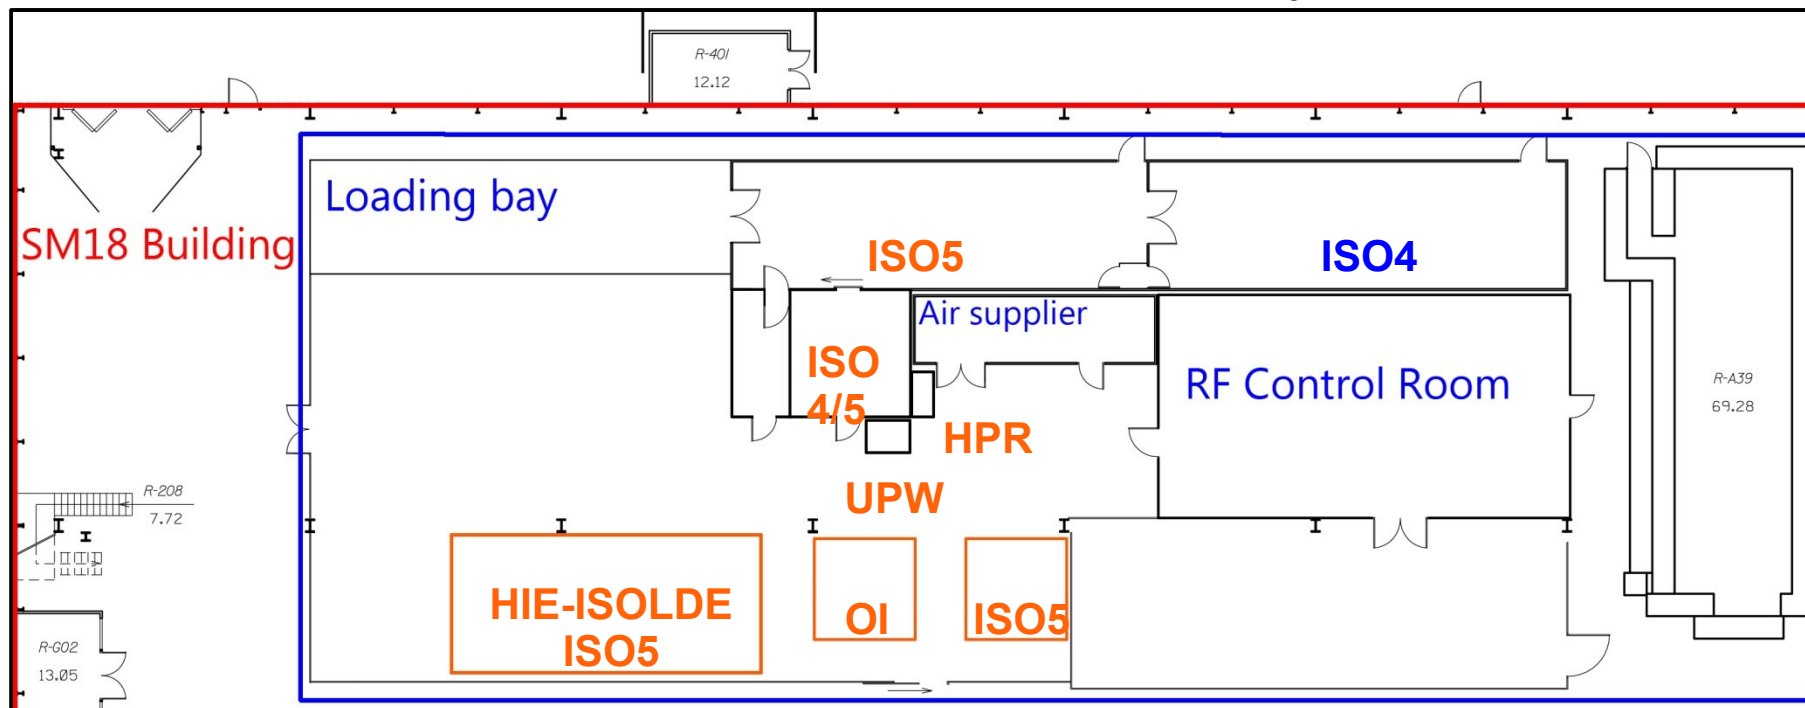 R-401
12.12
Loading bay
SM18 Building
ISO5
ISO4
Air supplier
ISO
4/5
RF Control Room
R-A39
69.28
HPR
UPW
R-208
7.72
HIE-ISOLDE
ISO5
OI
ISO5
R-G02
13.05